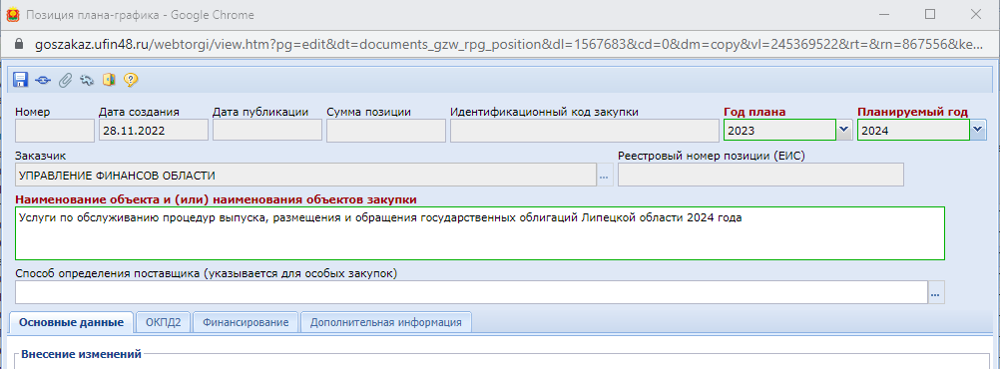 Позиция плана-графика - Google Chrome
goszakaz.ufin48.ru/webtorgi/view.htm?pg=edit&dt=documents_gzw_rpg_position&dl=1567683&cd=0&dm=copy&vl=245369522&rt=&rn=867556&ke...
Номер Дата создания Дата публикации Сумма позиции Идентификационный код закупки Год плана Планируемый год
28.11.2022 2023 2024
Заказчик Реестровый номер позиции (ЕИС)
УПРАВЛЕНИЕ ФИНАНСОВ ОБЛАСТИ ...
Наименование объекта и (или) наименования объектов закупки
Услуги по обслуживанию процедур выпуска, размещения и обращения государственных облигаций Липецкой области 2024 года
Способ определения поставщика (указывается для особых закупок)
...
Основные данные ОКПД2 Финансирование Дополнительная информация
Внесение изменений